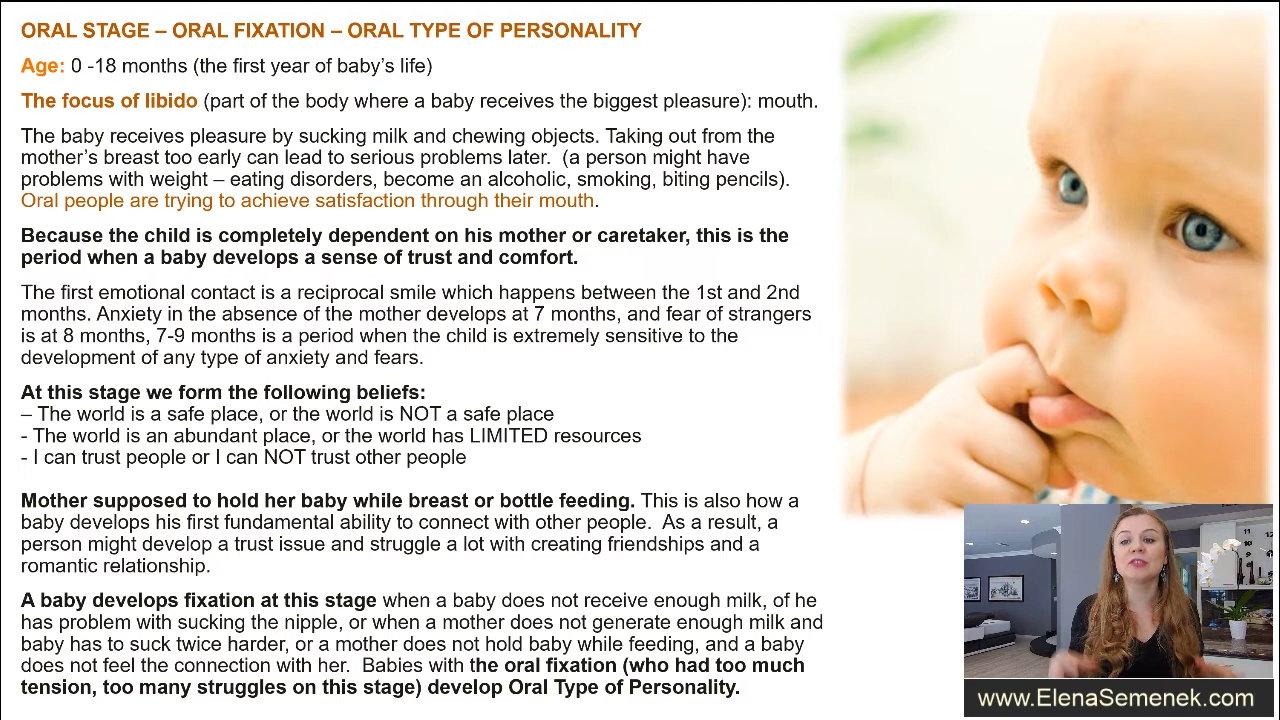 ORAL STAGE – ORAL FIXATION – ORAL TYPE OF PERSONALITY
Age: 0 -18 months (the first year of baby's life)
The focus of libido (part of the body where a baby receives the biggest pleasure): mouth.
The baby receives pleasure by sucking milk and chewing objects. Taking out from the
mother's breast too early can lead to serious problems later.  (a person might have
problems with weight – eating disorders, become an alcoholic, smoking, biting pencils).
Oral people are trying to achieve satisfaction through their mouth.
Because the child is completely dependent on his mother or caretaker, this is the
period when a baby develops a sense of trust and comfort.
The first emotional contact is a reciprocal smile which happens between the 1st and 2nd
months. Anxiety in the absence of the mother develops at 7 months, and fear of strangers
is at 8 months, 7-9 months is a period when the child is extremely sensitive to the
development of any type of anxiety and fears.
At this stage we form the following beliefs:
– The world is a safe place, or the world is NOT a safe place
- The world is an abundant place, or the world has LIMITED resources
- I can trust people or I can NOT trust other people
Mother supposed to hold her baby while breast or bottle feeding. This is also how a
baby develops his first fundamental ability to connect with other people.  As a result, a
person might develop a trust issue and struggle a lot with creating friendships and a
romantic relationship.
A baby develops fixation at this stage when a baby does not receive enough milk, of he
has problem with sucking the nipple, or when a mother does not generate enough milk and
baby has to suck twice harder, or a mother does not hold baby while feeding, and a baby
does not feel the connection with her.  Babies with the oral fixation (who had too much
tension, too many struggles on this stage) develop Oral Type of Personality.
11 11
10
www.ElenaSemenek.com